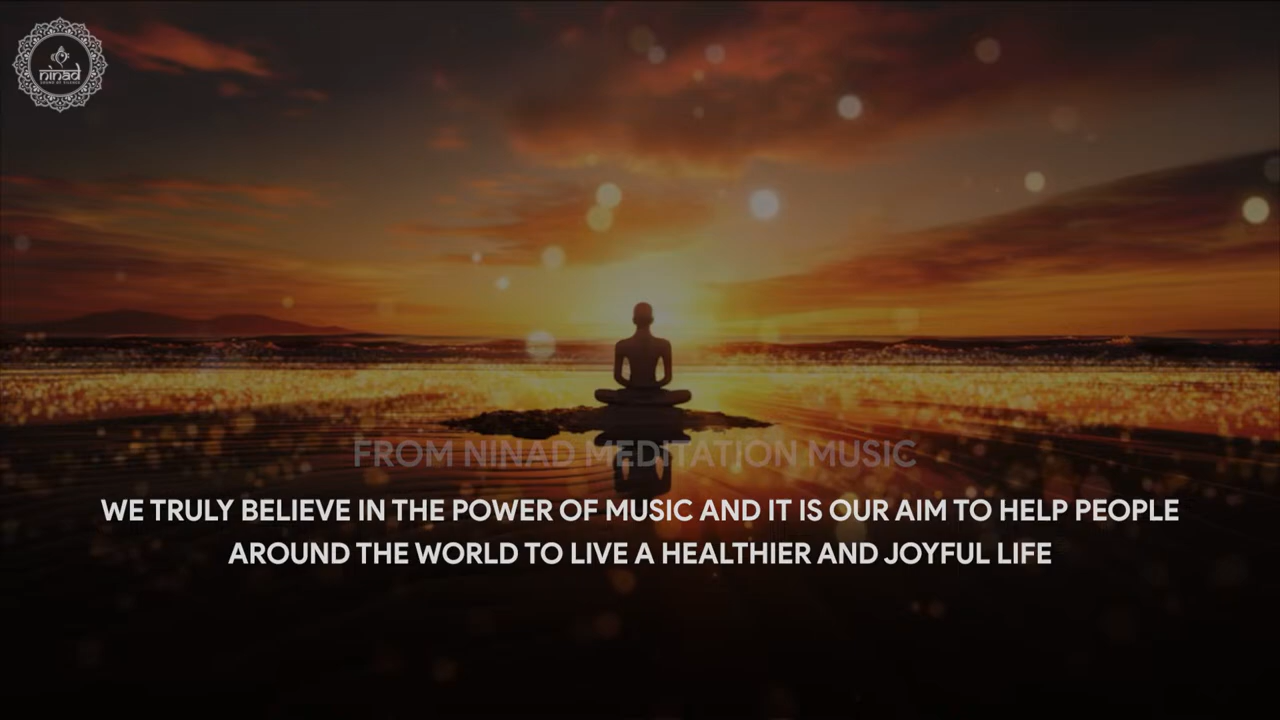 ninad
FROM NINAD MEDITATION MUSIC
WE TRULY BELIEVE IN THE POWER OF MUSIC AND IT IS OUR AIM TO HELP PEOPLE
AROUND THE WORLD TO LIVE A HEALTHIER AND JOYFUL LIFE